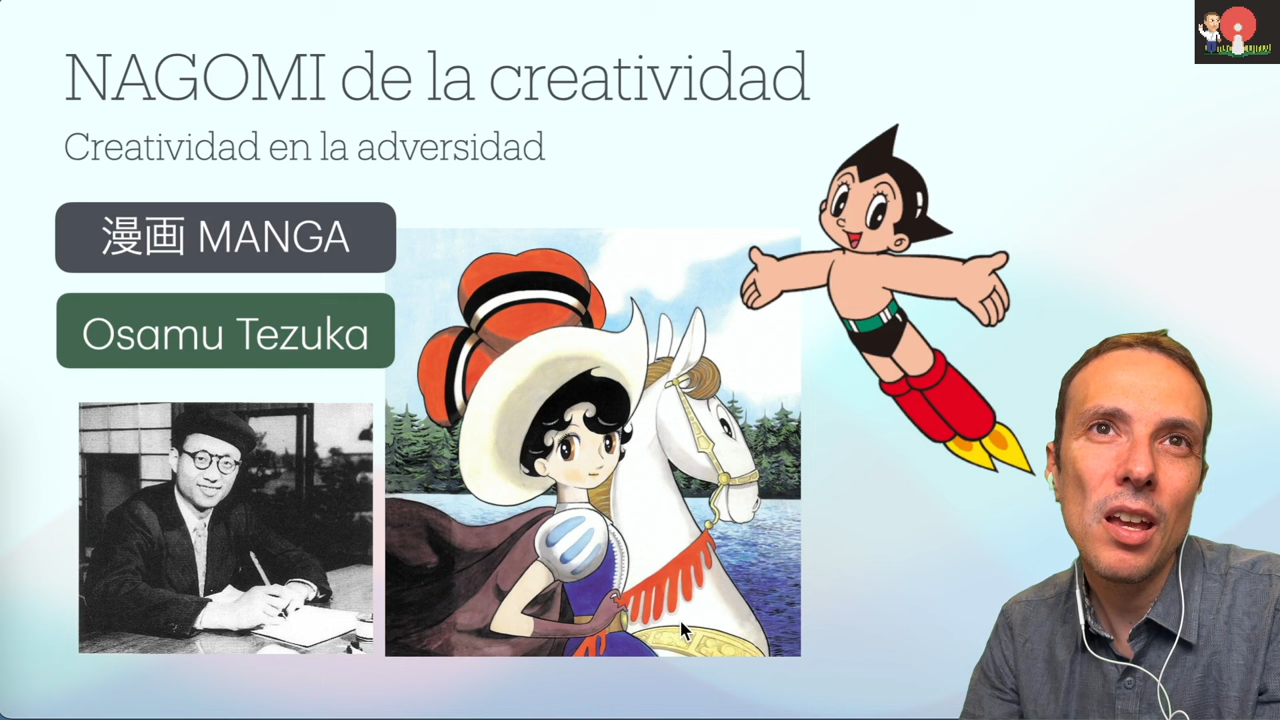 NAGOMI de la creatividad
Creatividad en la adversidad
漫画 MANGA
Osamu Tezuka